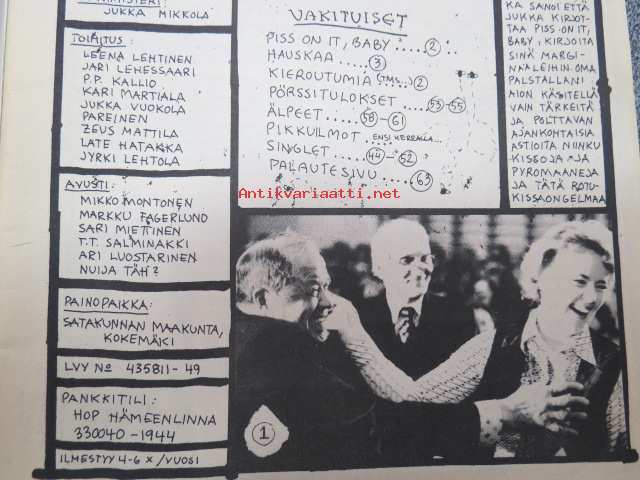 JUKKA MIKKOLA
TOIMITUS:
LEENA LEHTINEN
JARI LEHESSAARI
P.P. KALLIO
KARI MARTIALA
JUKKA VUOKOLA
PAREINEN
ZEUS MATTILA
LATE HATAKKA
JYRKI LEHTOLA
AVUSTI:
MIKKO MONTONEN
MARKKU FAGERLUND
SARI MIETTINEN
T.T. SALMINAKKI
ARI LUOSTARINEN
NUIJA TÄH?
PAINOPAIKKA:
SATAKUNNAN MAAKUNTA,
KOKEMÄKI
LVY No 435811-49
PANKKITILI:
HOP HÄMEENLINNA
330040-1944
ILMESTYY 4-6 x /VUOSI
VAKITUISET
PISS ON IT, BABY ..... 2
HAUSKAA ..... 3
KIEROUTUMIA (TMS...) 2
PÖRSSITULOKSET ..... 53-55
ÄLPEET ..... 58-61
PIKKUILMOT .... ENSI KERRALLA...
SINGLET ..... 44-52
PALAUTESIVU ..... 63
KA SANOI ETTÄ
JUKKA KIRJOT-
TAA PISS ON IT,
BABY, KIRJOITA
SINÄ MARGI-
NAALEIHIN. OMA
PALSTALLANI
AION KÄSITELLÄ
VAIN TÄRKEITÄ
JA POLTTAVAN
AJANKOHTAISIA
ASTIOITA NIINKU
KISEOJA JA
PYROMAANEJA
JA TÄTÄ ROTU-
KISSAONGELMAA
Antikvariaatti.net
1